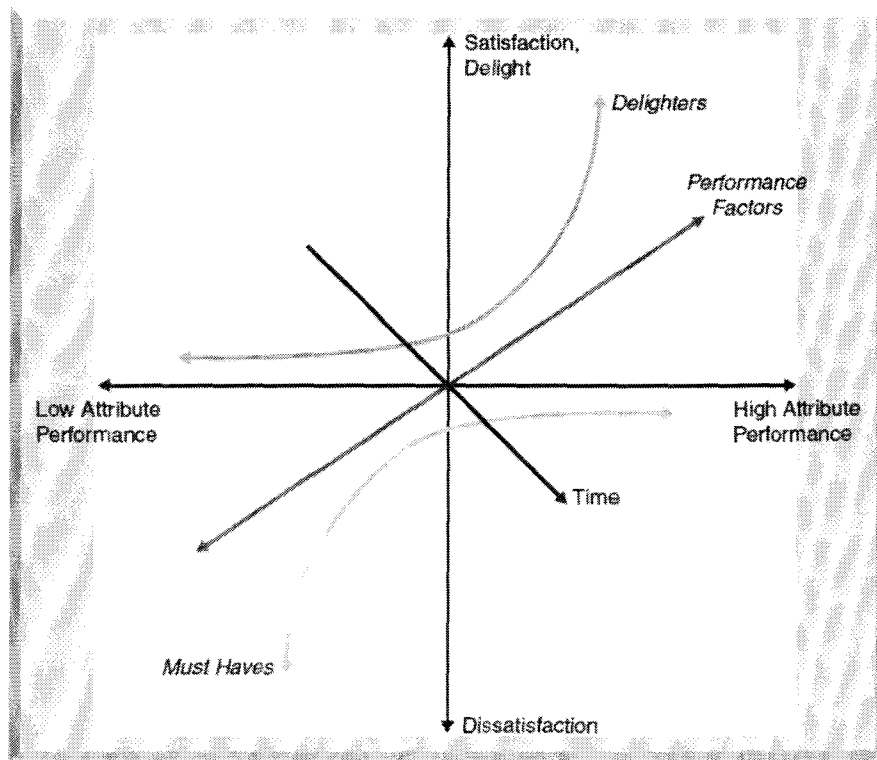 Satisfaction,
Delight
Delighters
Performance
Factors
Low Attribute
Performance
High Attribute
Performance
Time
Must Haves
Dissatisfaction